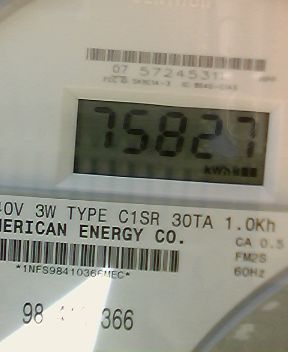 07 5724531
75827
kWh
40V 3W TYPE C1SR 30TA 1.0Kh
MERICAN ENERGY CO.
CA 0.5
FM2S
60Hz
98 366